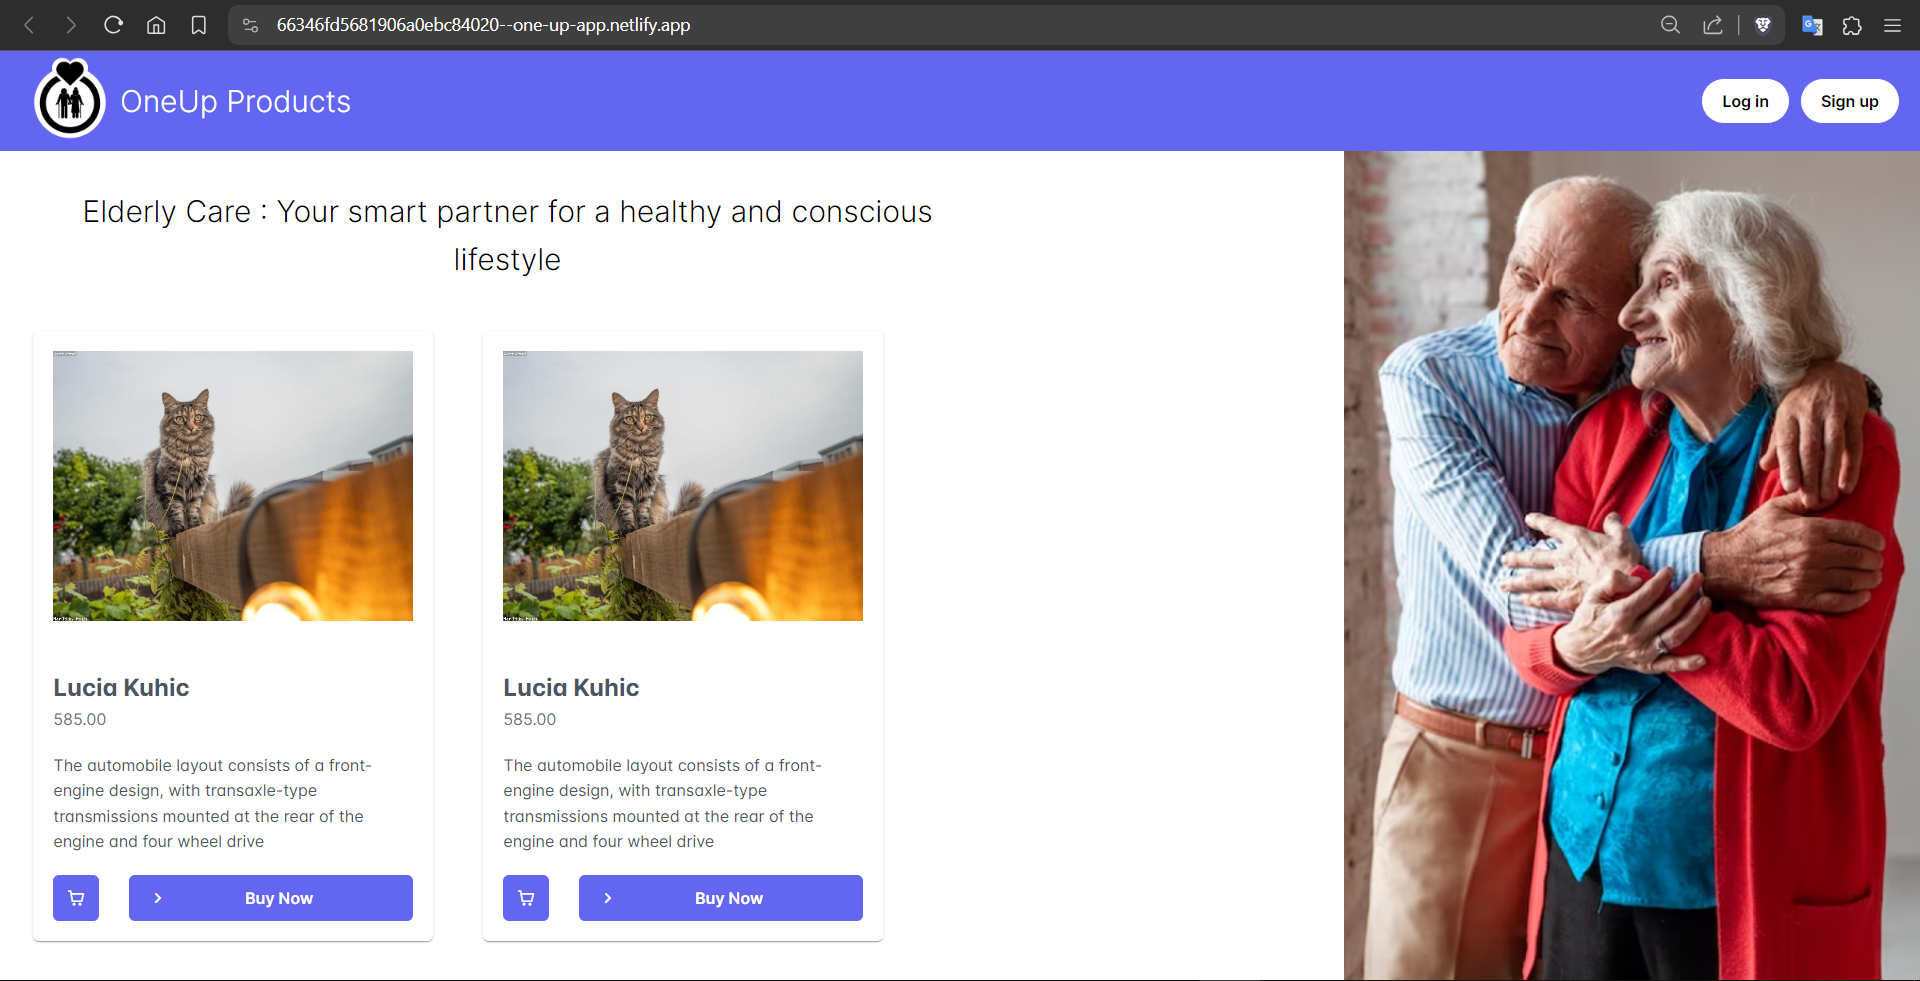 66346fd5681906a0ebc84020--one-up-app.netlify.app
OneUp Products
Log in
Sign up
Elderly Care : Your smart partner for a healthy and conscious
lifestyle
Lucia Kuhic
585.00
The automobile layout consists of a front-
engine design, with transaxle-type
transmissions mounted at the rear of the
engine and four wheel drive
Buy Now
Lucia Kuhic
585.00
The automobile layout consists of a front-
engine design, with transaxle-type
transmissions mounted at the rear of the
engine and four wheel drive
Buy Now